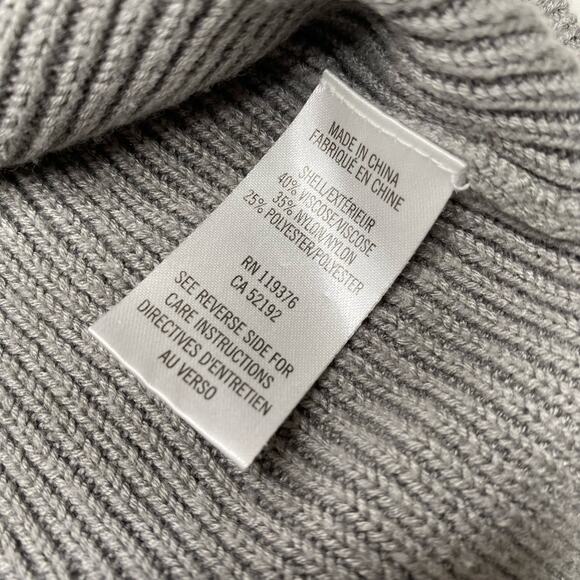 MADE IN CHINA
FABRIQUE EN CHINE
SHELL/EXTÉRIEUR
40% VISCOSE/VISCOSE
35% NYLON/NYLON
25% POLYESTER/POLYESTER
RN 119376
CA 52192
SEE REVERSE SIDE FOR
CARE INSTRUCTIONS
DIRECTIVES D'ENTRETIEN
AU VERSO